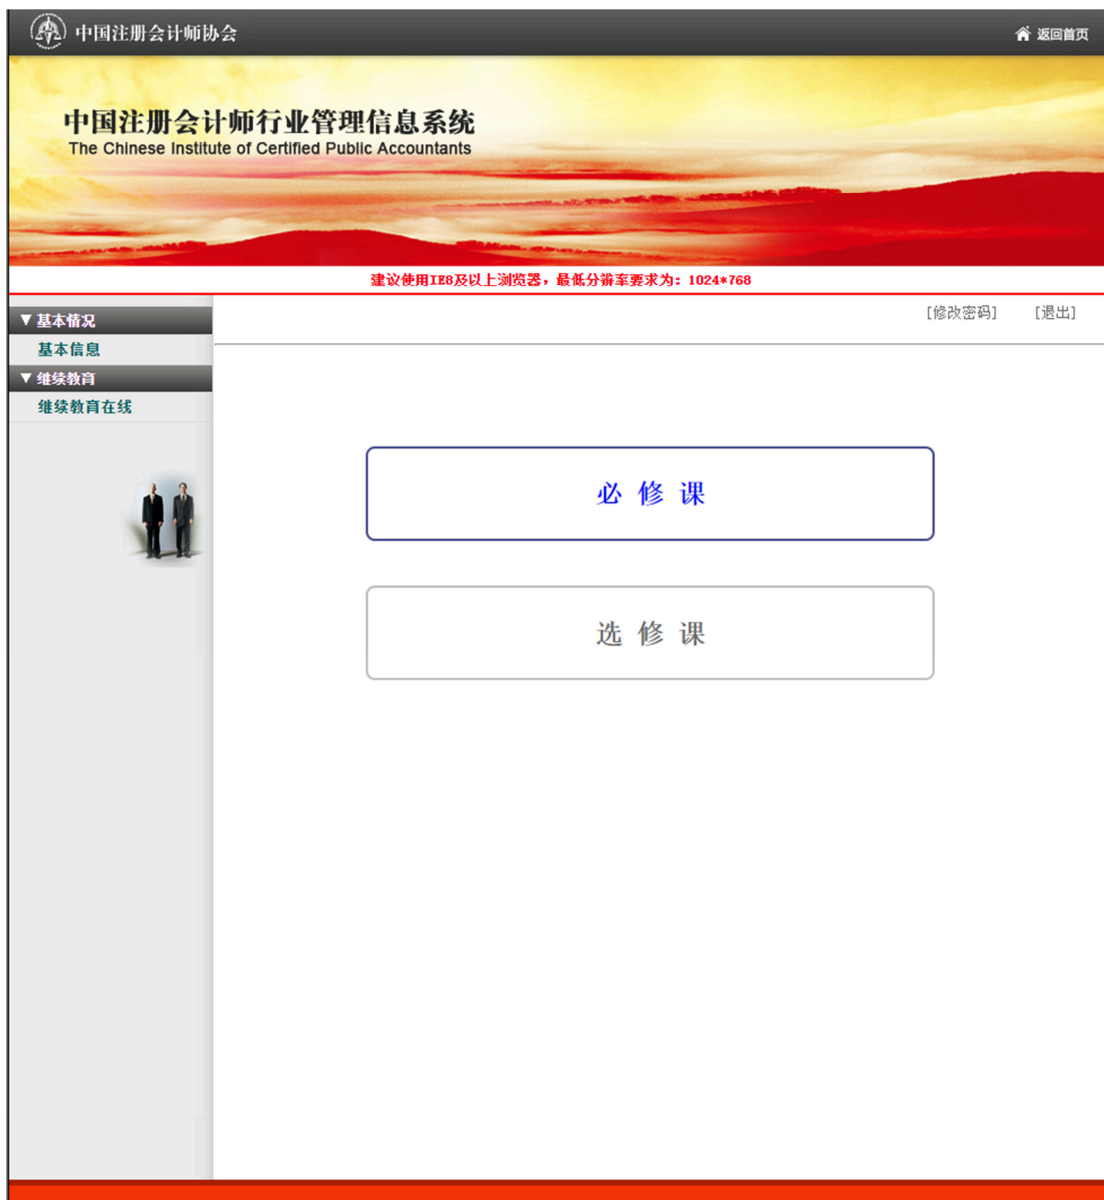 中国注册会计师协会
返回首页
中国注册会计师行业管理信息系统
The Chinese Institute of Certified Public Accountants
建议使用IE8及以上浏览器，最低分辨率要求为：1024*768
[修改密码] [退出]
▼ 基本情况
基本信息
▼ 继续教育
继续教育在线
必 修 课
选 修 课